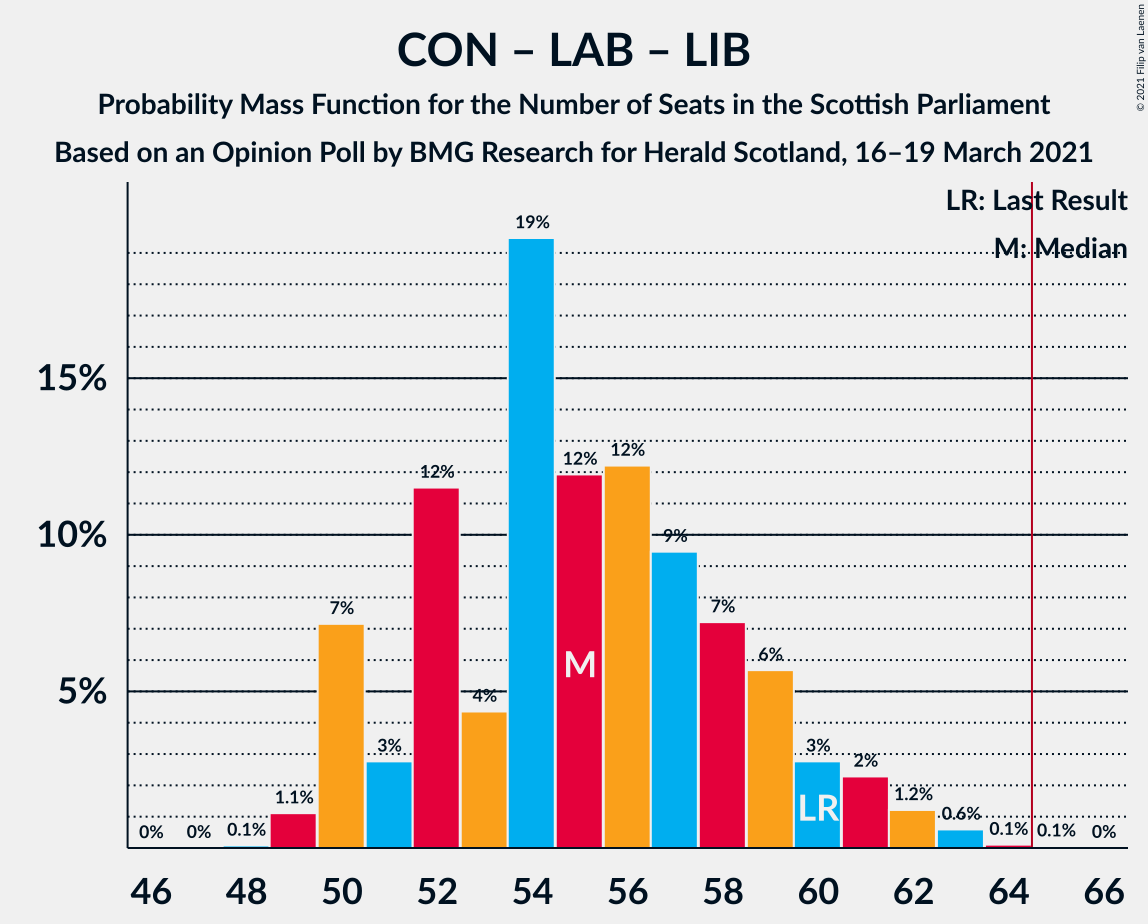 CON – LAB – LIB
Probability Mass Function for the Number of Seats in the Scottish Parliament
Based on an Opinion Poll by BMG Research for Herald Scotland, 16–19 March 2021
© 2021 Filip van Laenen
LR: Last Result
M: Median
15%
10%
5%
0%
0%
0.1%
1.1%
7%
3%
12%
4%
19%
12%
12%
9%
7%
6%
3%
2%
1.2%
0.6%
0.1%
0.1%
0%
M
LR
46 48 50 52 54 56 58 60 62 64 66